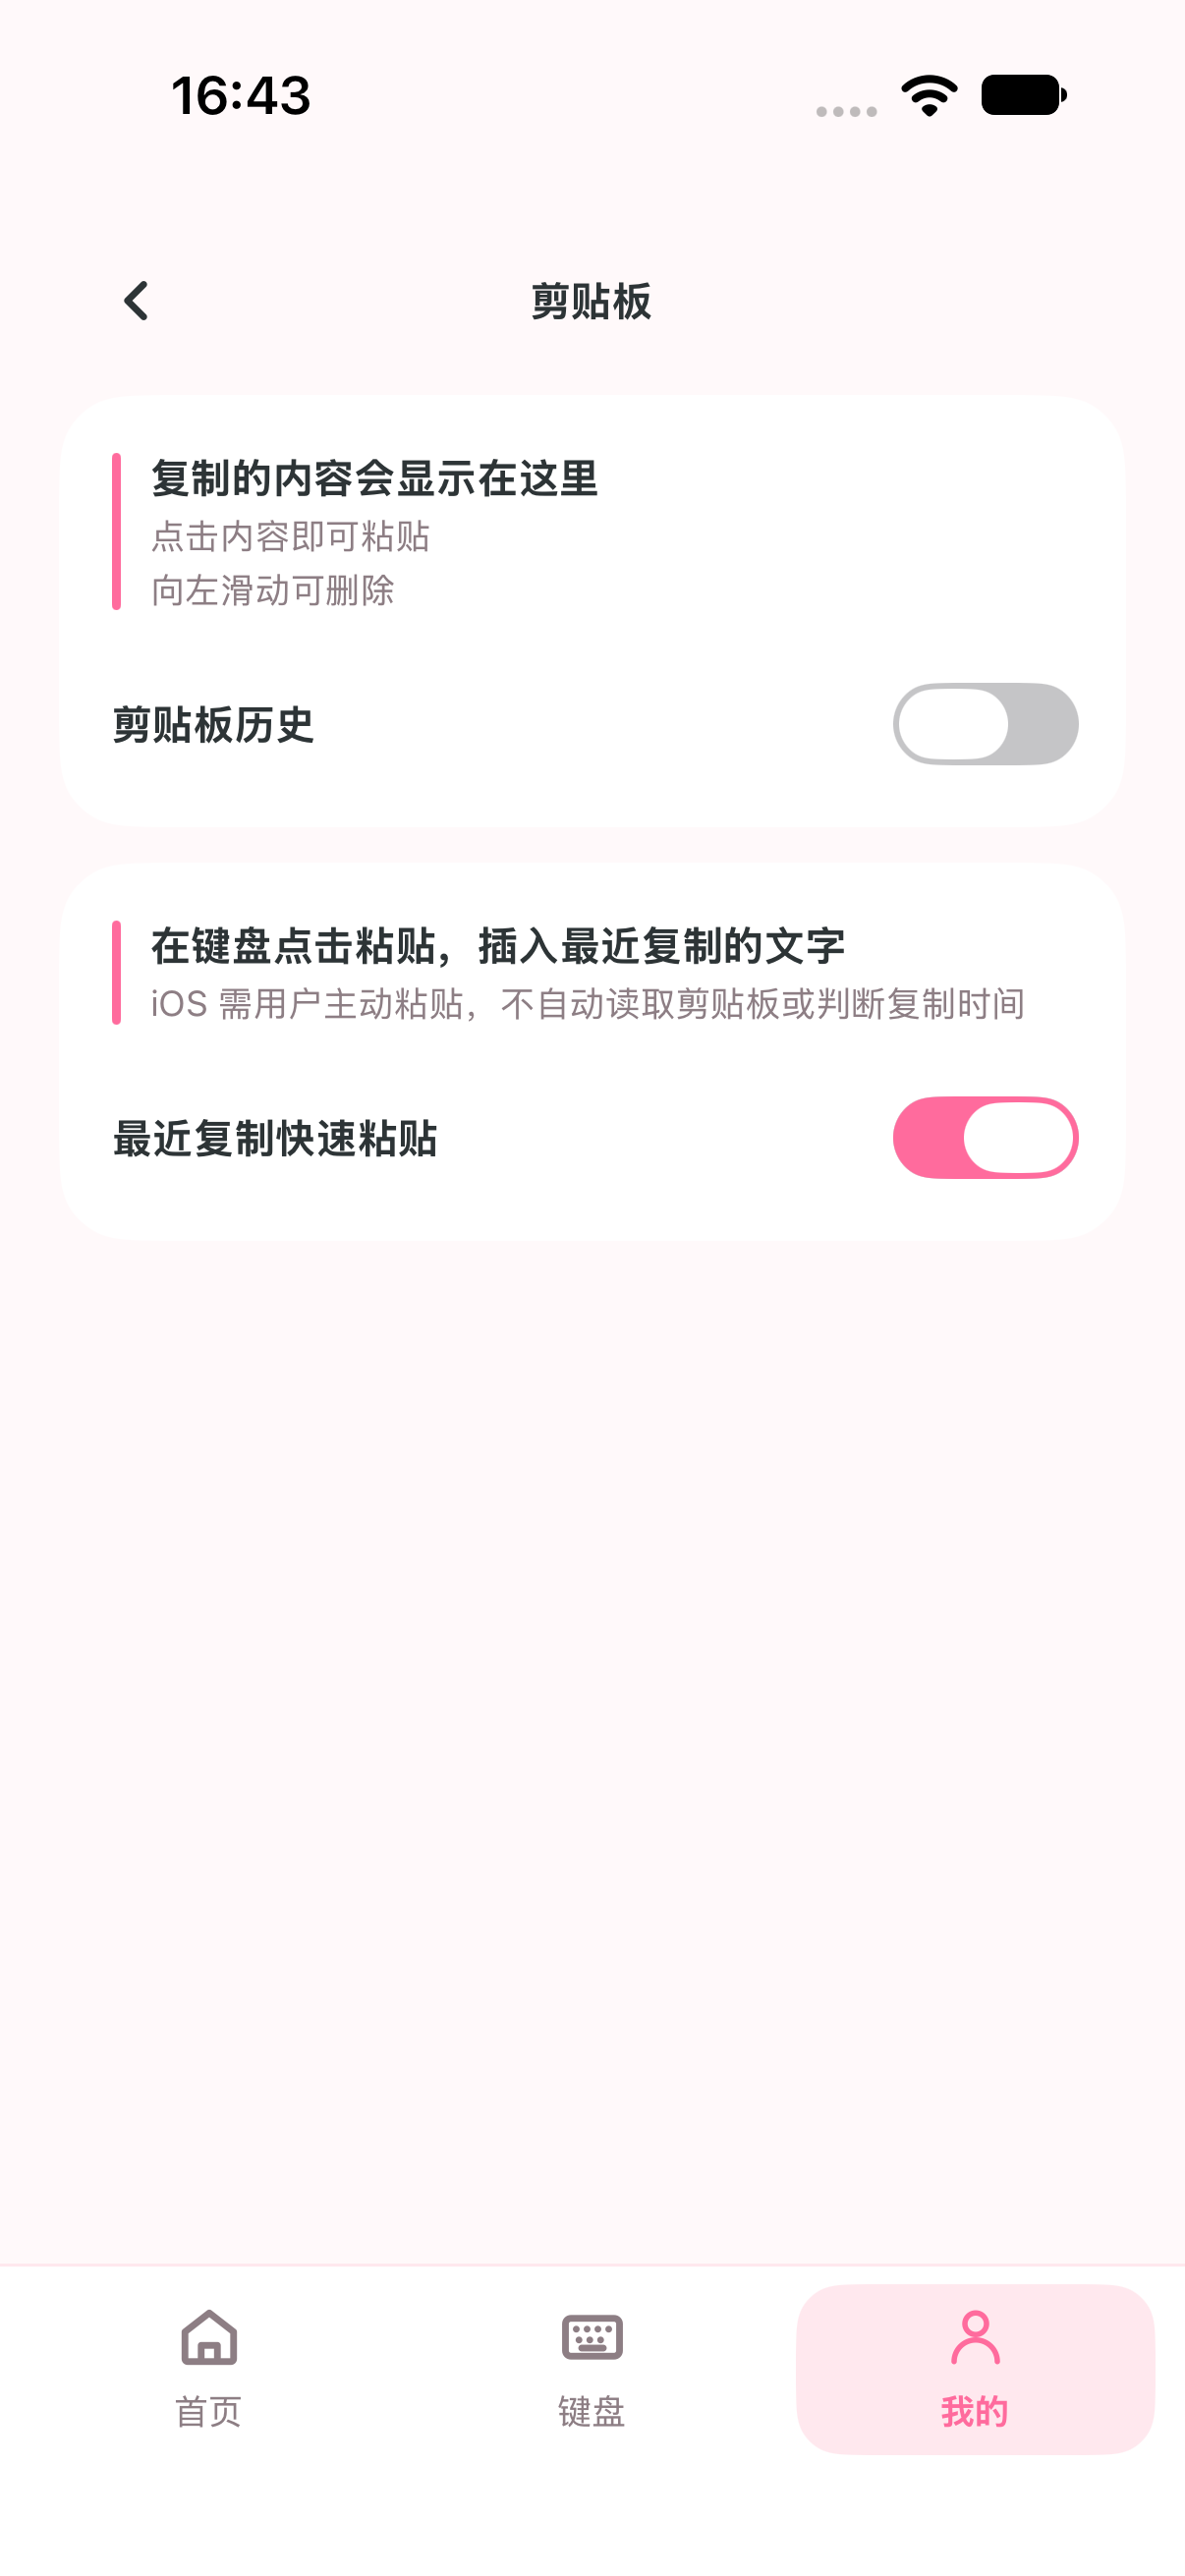 16:43
剪贴板
复制的内容会显示在这里
点击内容即可粘贴
向左滑动可删除
剪贴板历史
在键盘点击粘贴，插入最近复制的文字
iOS 需用户主动粘贴，不自动读取剪贴板或判断复制时间
最近复制快速粘贴
首页
键盘
我的